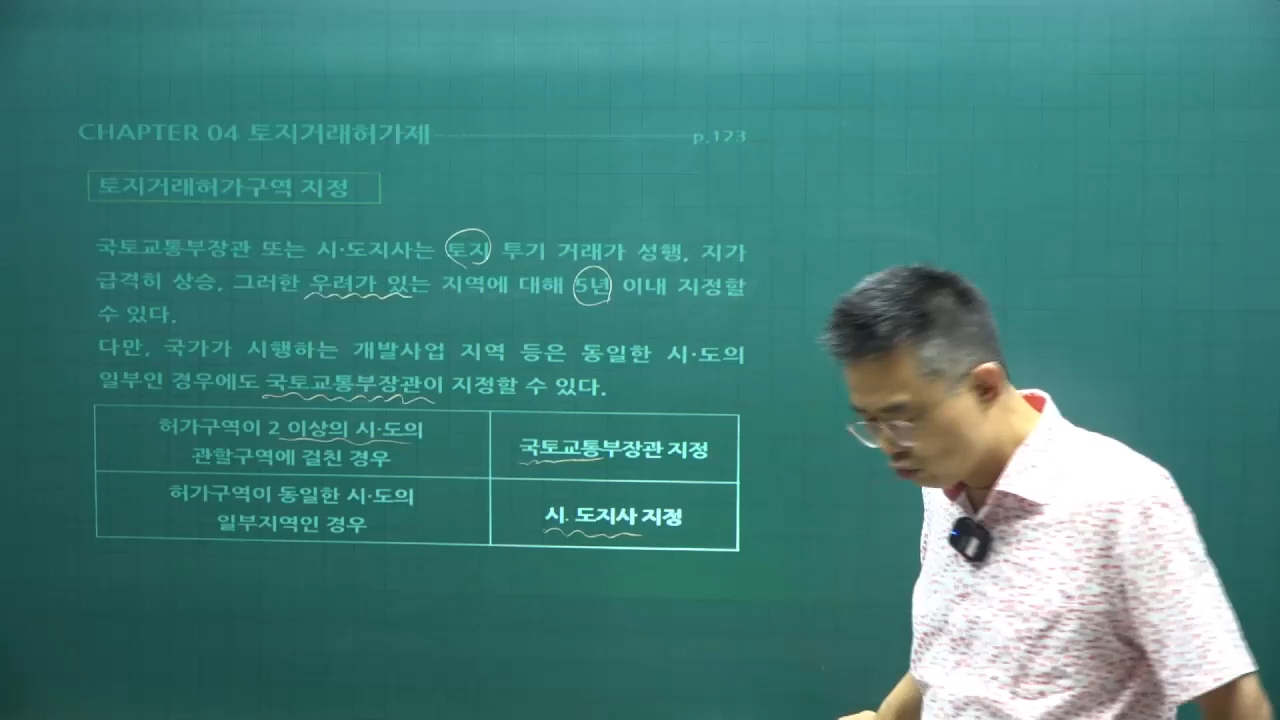 CHAPTER 04 토지거래허가제 p.123
토지거래허가구역 지정
국토교통부장관 또는 시·도지사는 토지 투기 거래가 성행, 지가
급격히 상승, 그러한 우려가 있는 지역에 대해 5년 이내 지정할
수 있다.
다만, 국가가 시행하는 개발사업 지역 등은 동일한 시·도의
일부인 경우에도 국토교통부장관이 지정할 수 있다.
허가구역이 2 이상의 시·도의
관할구역에 걸친 경우
국토교통부장관 지정
허가구역이 동일한 시·도의
일부지역인 경우
시. 도지사 지정